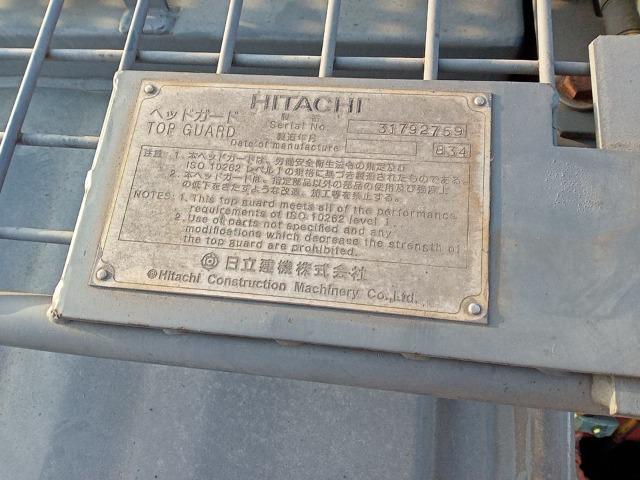 HITACHI
ヘッドガード 製番
TOP GUARD Serial No 31792759
製造年月
Date of manufacture 834
注意: 1. 本ヘッドガードは、労働安全衛生法令の指定及び
ISO 10262 レベル1の規格に基づき製造されたものである。
2. 本ヘッドガードは、指定部品以外の部品の使用及び強度上
の低下をきたすような改造、加工等を禁止する。
NOTES: 1. This top guard meets all of the performance
requirements of ISO 10262 level 1
2. Use of parts not specified and any
modifications which decrease the strength of
the top guard are prohibited.
日立建機株式会社
©Hitachi Construction Machinery Co.,Ltd.